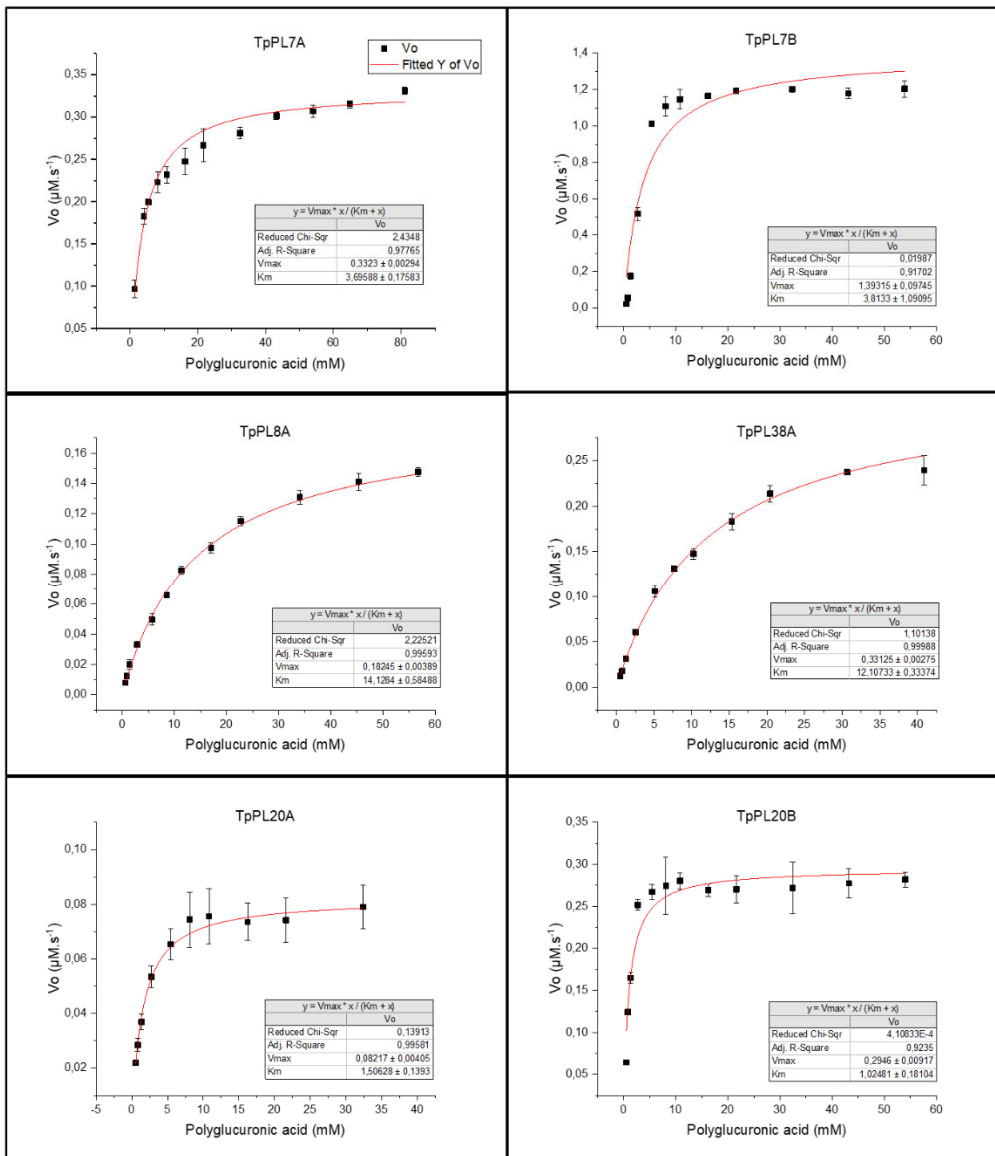 TpPL7A
Vo
Fitted Y of Vo
0,35
0,30
0,25
0,20
0,15
0,10
0,05
Vo (µM.s⁻¹)
y = Vmax * x / (Km + x)
Vo
Reduced Chi-Sqr 2,4348
Adj. R-Square 0,97765
Vmax 0,3323 ± 0,00294
Km 3,69588 ± 0,17583
0 20 40 60 80
Polyglucuronic acid (mM)
TpPL7B
1,4
1,2
1,0
0,8
0,6
0,4
0,2
0,0
Vo (µM.s⁻¹)
y = Vmax * x / (Km + x)
Vo
Reduced Chi-Sqr 0,01987
Adj. R-Square 0,91702
Vmax 1,39315 ± 0,09745
Km 3,8133 ± 1,09095
0 10 20 30 40 50 60
Polyglucuronic acid (mM)
TpPL8A
0,16
0,14
0,12
0,10
0,08
0,06
0,04
0,02
0,00
Vo (µM.s⁻¹)
y = Vmax * x / (Km + x)
Vo
Reduced Chi-Sqr 2,22521
Adj. R-Square 0,99593
Vmax 0,18245 ± 0,00389
Km 14,1284 ± 0,58488
0 10 20 30 40 50 60
Polyglucuronic acid (mM)
TpPL38A
0,25
0,20
0,15
0,10
0,05
0,00
Vo (µM.s⁻¹)
y = Vmax * x / (Km + x)
Vo
Reduced Chi-Sqr 1,10138
Adj. R-Square 0,99988
Vmax 0,33125 ± 0,00275
Km 12,10733 ± 0,33374
0 5 10 15 20 25 30 35 40
Polyglucuronic acid (mM)
TpPL20A
0,10
0,08
0,06
0,04
0,02
Vo (µM.s⁻¹)
y = Vmax * x / (Km + x)
Vo
Reduced Chi-Sqr 0,13913
Adj. R-Square 0,99581
Vmax 0,08217 ± 0,00405
Km 1,50628 ± 0,1393
-5 0 5 10 15 20 25 30 35 40
Polyglucuronic acid (mM)
TpPL20B
0,35
0,30
0,25
0,20
0,15
0,10
0,05
Vo (µM.s⁻¹)
y = Vmax * x / (Km + x)
Vo
Reduced Chi-Sqr 4,10833E-4
Adj. R-Square 0,9235
Vmax 0,2946 ± 0,00917
Km 1,02481 ± 0,18104
0 10 20 30 40 50 60
Polyglucuronic acid (mM)